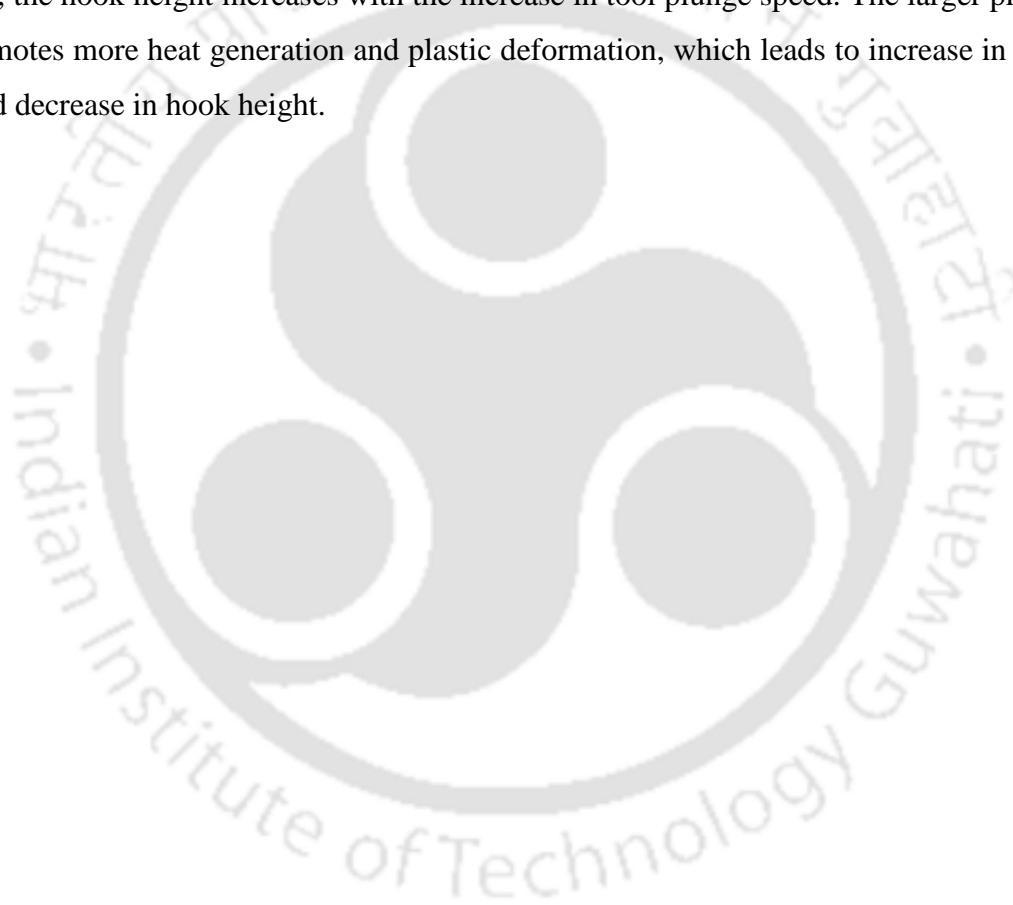 the hook height increases with the increase in tool plunge speed. The larger
more heat generation and plastic deformation, which leads to increase in
decrease in hook height.
Indian Institute of Technology Guwahati